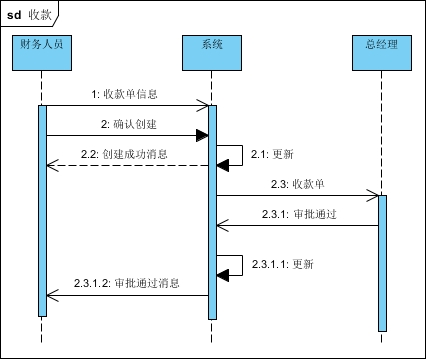 sd 收款
财务人员
系统
总经理
1: 收款单信息
2: 确认创建
2.1: 更新
2.2: 创建成功消息
2.3: 收款单
2.3.1: 审批通过
2.3.1.1: 更新
2.3.1.2: 审批通过消息